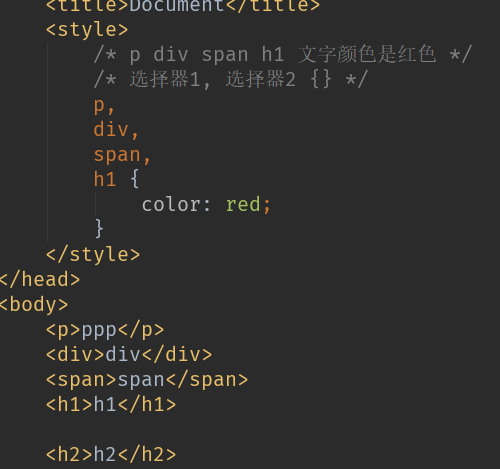 <title>Document</title>
<style>
/* p div span h1 文字颜色是红色 */
/* 选择器1, 选择器2 {} */
p,
div,
span,
h1 {
color: red;
}
</style>
</head>
<body>
<p>ppp</p>
<div>div</div>
<span>span</span>
<h1>h1</h1>
<h2>h2</h2>